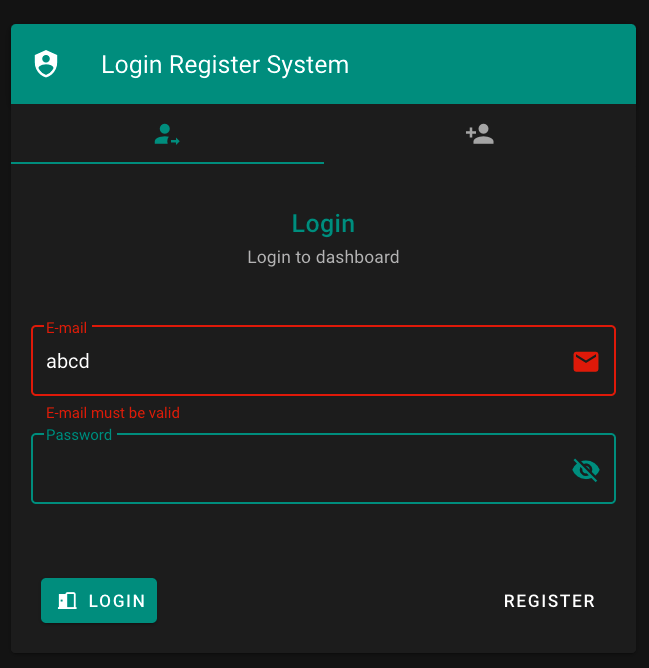 Login Register System
Login
Login to dashboard
E-mail
abcd
E-mail must be valid
Password
LOGIN
REGISTER